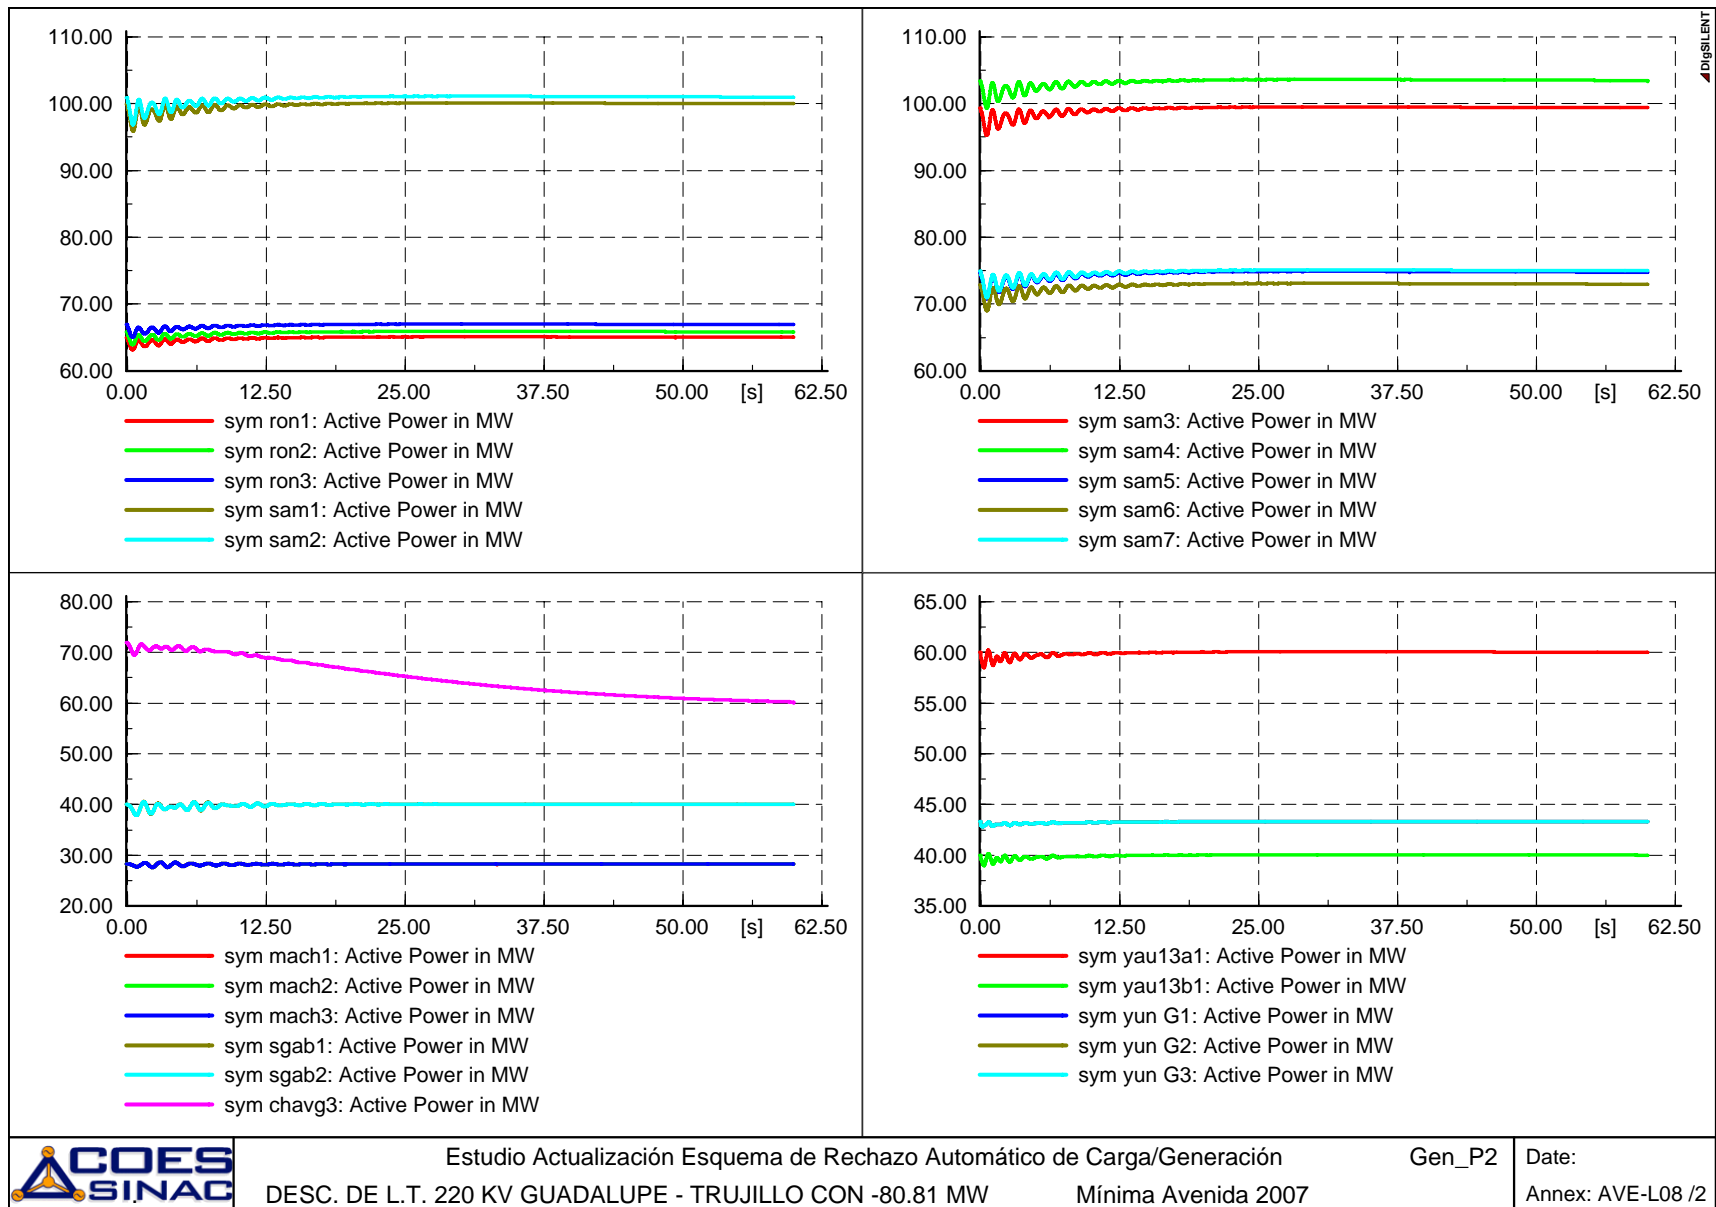 110.00
100.00
90.00
80.00
70.00
60.00
0.00 12.50 25.00 37.50 50.00 [s] 62.50
sym ron1: Active Power in MW
sym ron2: Active Power in MW
sym ron3: Active Power in MW
sym sam1: Active Power in MW
sym sam2: Active Power in MW
DIgSILENT
110.00
100.00
90.00
80.00
70.00
60.00
0.00 12.50 25.00 37.50 50.00 [s] 62.50
sym sam3: Active Power in MW
sym sam4: Active Power in MW
sym sam5: Active Power in MW
sym sam6: Active Power in MW
sym sam7: Active Power in MW
80.00
70.00
60.00
50.00
40.00
30.00
20.00
0.00 12.50 25.00 37.50 50.00 [s] 62.50
sym mach1: Active Power in MW
sym mach2: Active Power in MW
sym mach3: Active Power in MW
sym sgab1: Active Power in MW
sym sgab2: Active Power in MW
sym chavg3: Active Power in MW
65.00
60.00
55.00
50.00
45.00
40.00
35.00
0.00 12.50 25.00 37.50 50.00 [s] 62.50
sym yau13a1: Active Power in MW
sym yau13b1: Active Power in MW
sym yun G1: Active Power in MW
sym yun G2: Active Power in MW
sym yun G3: Active Power in MW
COES
SINAC
Estudio Actualización Esquema de Rechazo Automático de Carga/Generación Gen_P2
DESC. DE L.T. 220 KV GUADALUPE - TRUJILLO CON -80.81 MW Mínima Avenida 2007
Date:
Annex: AVE-L08 /2